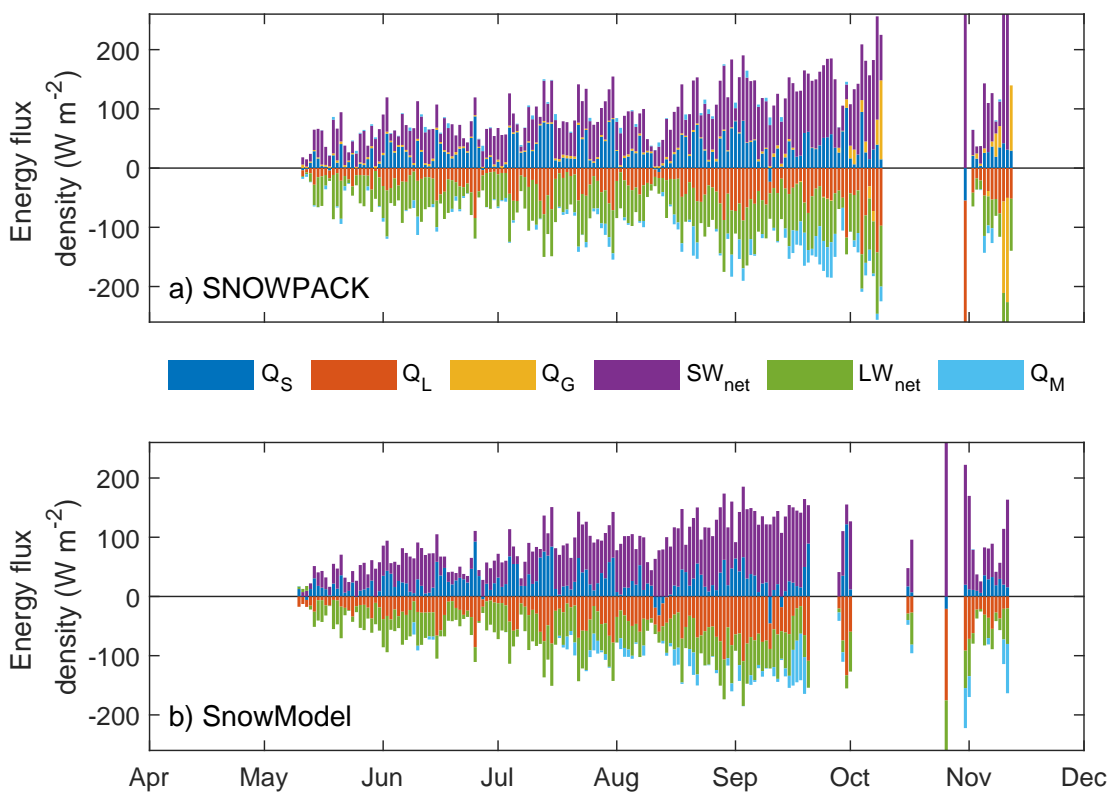 Energy flux
density (W m-2)
200
100
0
-100
-200
a) SNOWPACK
QS QL QG SWnet LWnet QM
Energy flux
density (W m-2)
200
100
0
-100
-200
b) SnowModel
Apr May Jun Jul Aug Sep Oct Nov Dec